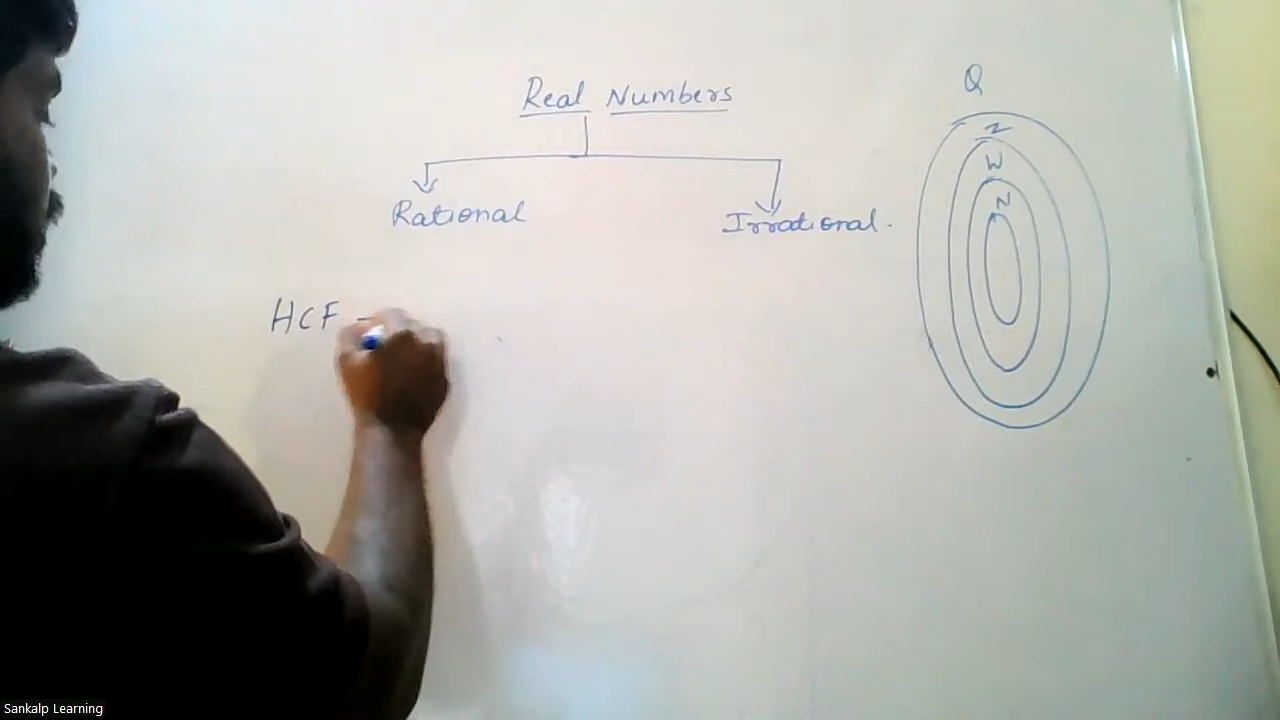 Real Numbers
Rational
Irrational.
Q
Z
W
N
HCF -
Sankalp Learning